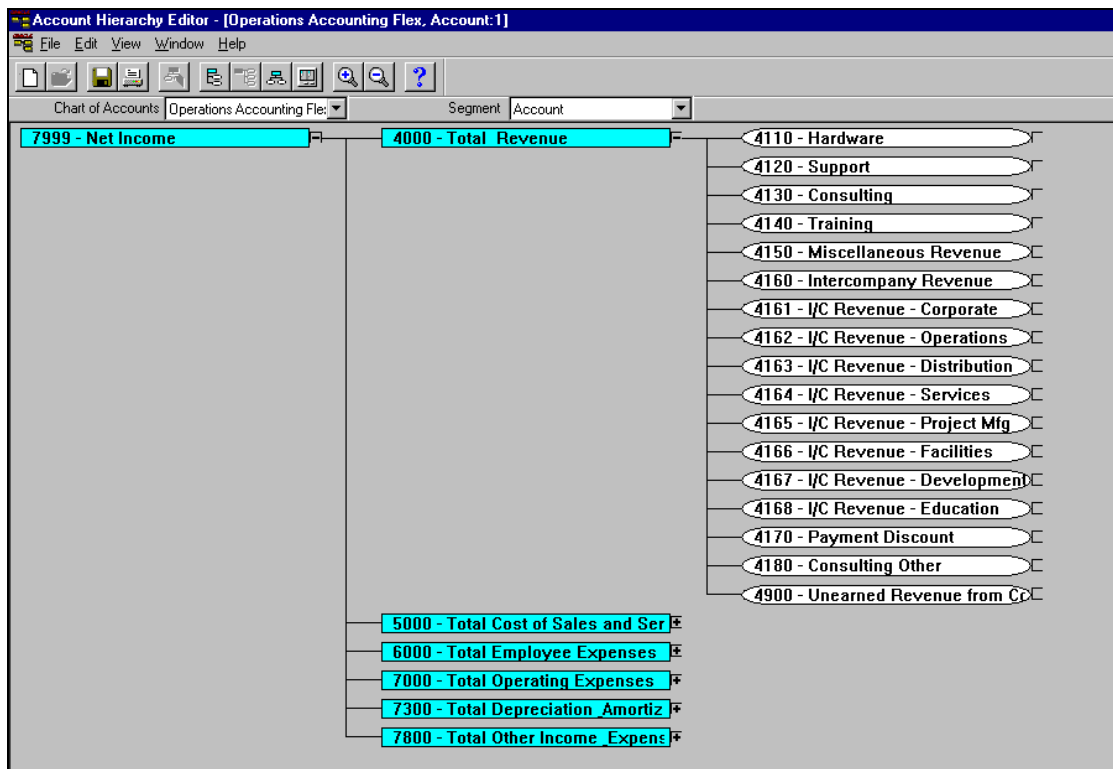 Account Hierarchy Editor - [Operations Accounting Flex, Account:1]
File Edit View Window Help
Chart of Accounts Operations Accounting Fle: Segment Account
7999 - Net Income 4000 - Total Revenue 4110 - Hardware
4120 - Support
4130 - Consulting
4140 - Training
4150 - Miscellaneous Revenue
4160 - Intercompany Revenue
4161 - I/C Revenue - Corporate
4162 - I/C Revenue - Operations
4163 - I/C Revenue - Distribution
4164 - I/C Revenue - Services
4165 - I/C Revenue - Project Mfg
4166 - I/C Revenue - Facilities
4167 - I/C Revenue - Development
4168 - I/C Revenue - Education
4170 - Payment Discount
4180 - Consulting Other
4900 - Unearned Revenue from Co
5000 - Total Cost of Sales and Ser
6000 - Total Employee Expenses
7000 - Total Operating Expenses
7300 - Total Depreciation _Amortiz
7800 - Total Other Income _Expens